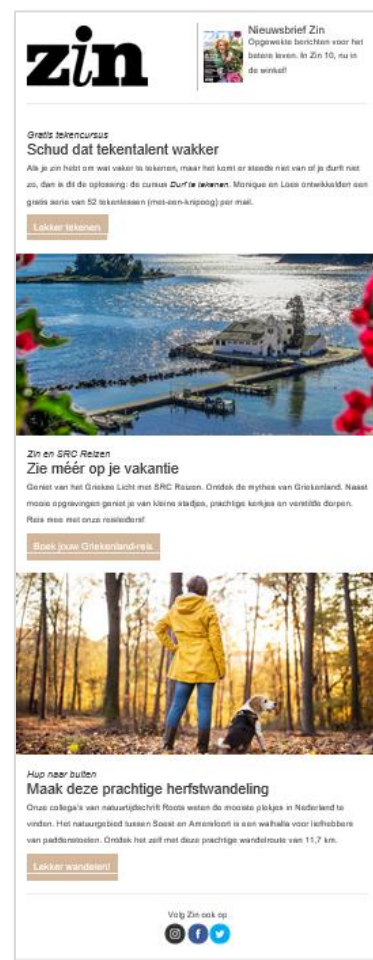 zin
Nieuwsbrief Zin
Opgewekte berichten voor het
betere leven. In Zin 10, nu in
de winkel!
Gratis tekencursus
Schud dat tekentalent wakker
Als je zin hebt om wat vaker te tekenen, maar het komt er steeds niet van of je durft niet
zo, dan is dit de oplossing: de cursus Durf te tekenen. Monique en Loes ontwikkelden een
gratis serie van 52 tekenlessen (met-een-knipoog) per mail.
Lekker tekenen
Zin en SRC Reizen
Zie méér op je vakantie
Geniet van het Griekse Licht met SRC Reizen. Ontdek de mythes van Griekenland. Naast
mooie opgravingen geniet je van kleine stadjes, prachtige kerkjes en verstilde dorpen.
Reis mee met onze reisleiders!
Boek jouw Griekenland-reis
Hup naar buiten
Maak deze prachtige herfstwandeling
Onze collega's van natuurtijdschrift Roots weten de mooiste plekjes in Nederland te
vinden. Het natuurgebied tussen Soest en Amersfoort is een walhalla voor liefhebbers
van paddenstoelen. Ontdek het zelf met deze prachtige wandelroute van 11,7 km.
Lekker wandelen!
Volg Zin ook op